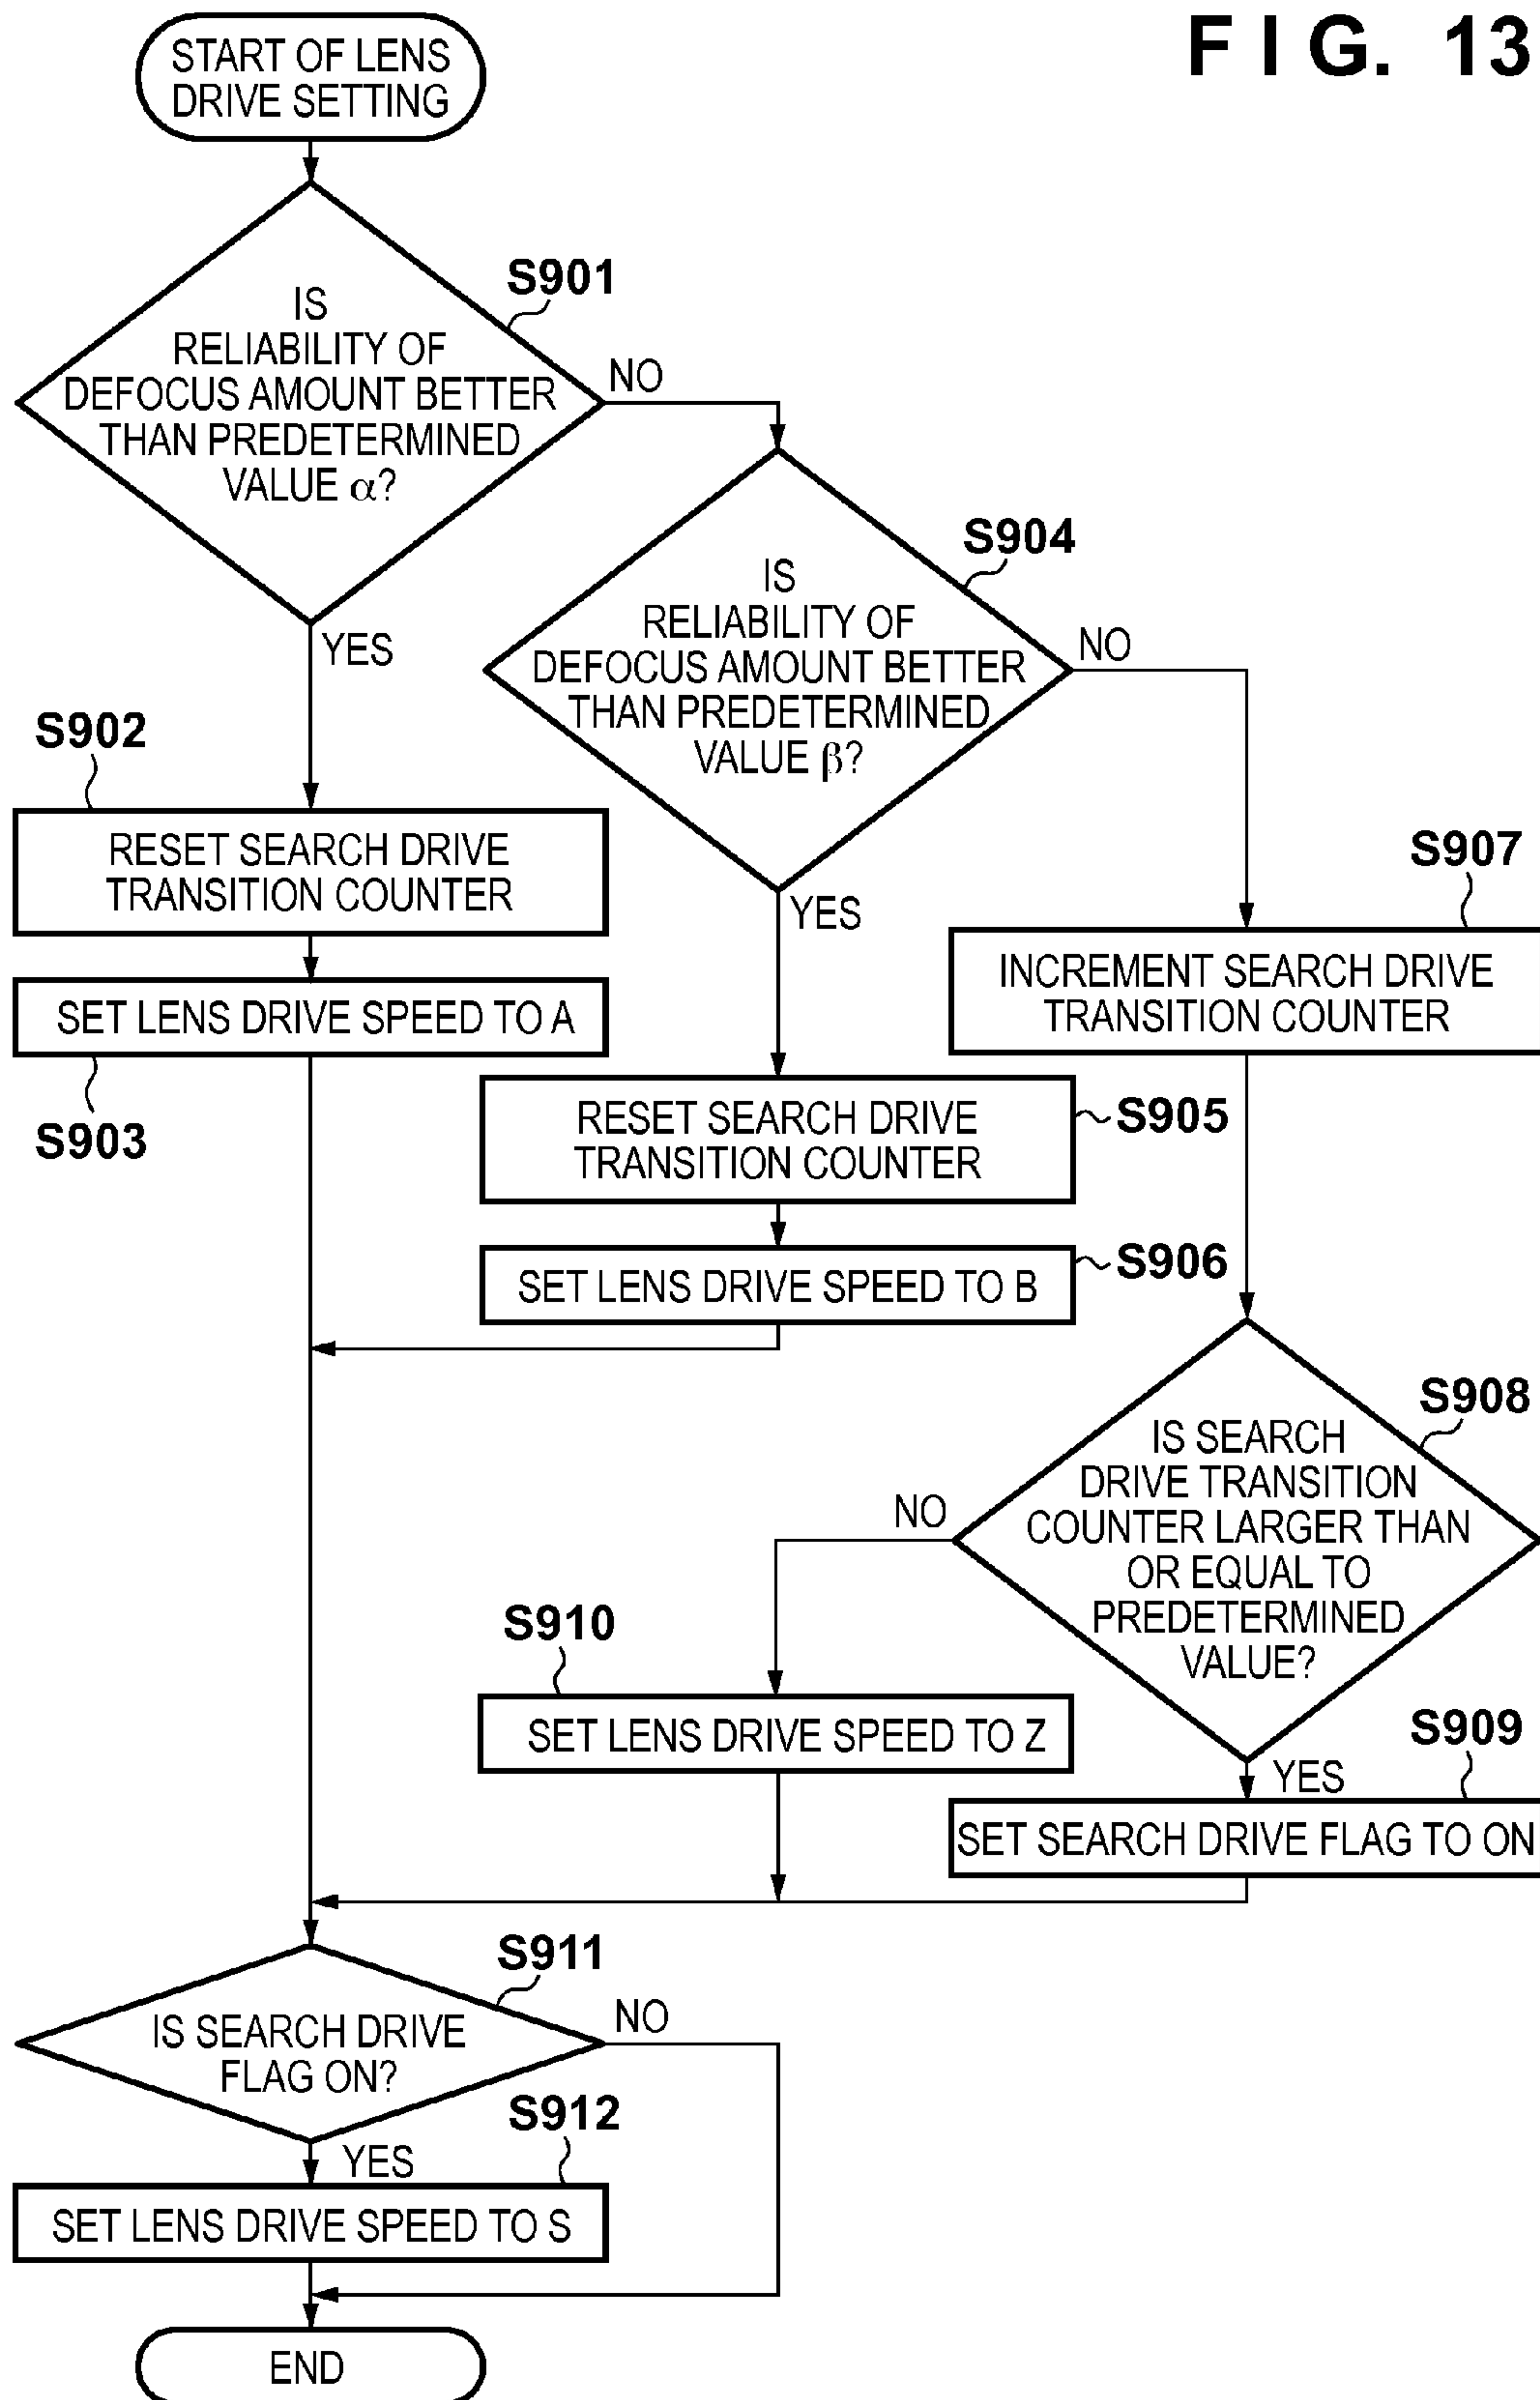 FIG. 13
START OF LENS
DRIVE SETTING
S901
IS
RELIABILITY OF
DEFOCUS AMOUNT BETTER
THAN PREDETERMINED
VALUE α?
NO
YES
S904
IS
RELIABILITY OF
DEFOCUS AMOUNT BETTER
THAN PREDETERMINED
VALUE β?
NO
YES
S902
RESET SEARCH DRIVE
TRANSITION COUNTER
SET LENS DRIVE SPEED TO A
S903
S907
INCREMENT SEARCH DRIVE
TRANSITION COUNTER
RESET SEARCH DRIVE
TRANSITION COUNTER
S905
SET LENS DRIVE SPEED TO B
S906
S908
IS SEARCH
DRIVE TRANSITION
COUNTER LARGER THAN
OR EQUAL TO
PREDETERMINED
VALUE?
NO
YES
S910
SET LENS DRIVE SPEED TO Z
S909
SET SEARCH DRIVE FLAG TO ON
S911
IS SEARCH DRIVE
FLAG ON?
NO
YES
S912
SET LENS DRIVE SPEED TO S
END